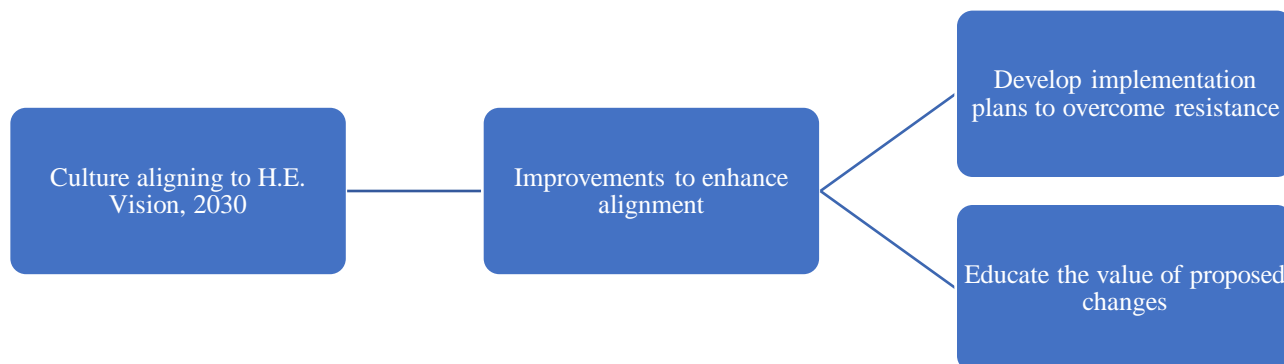 Culture aligning to H.E.
Vision, 2030
Improvements to enhance
alignment
Develop implementation
plans to overcome resistance
Educate the value of proposed
changes